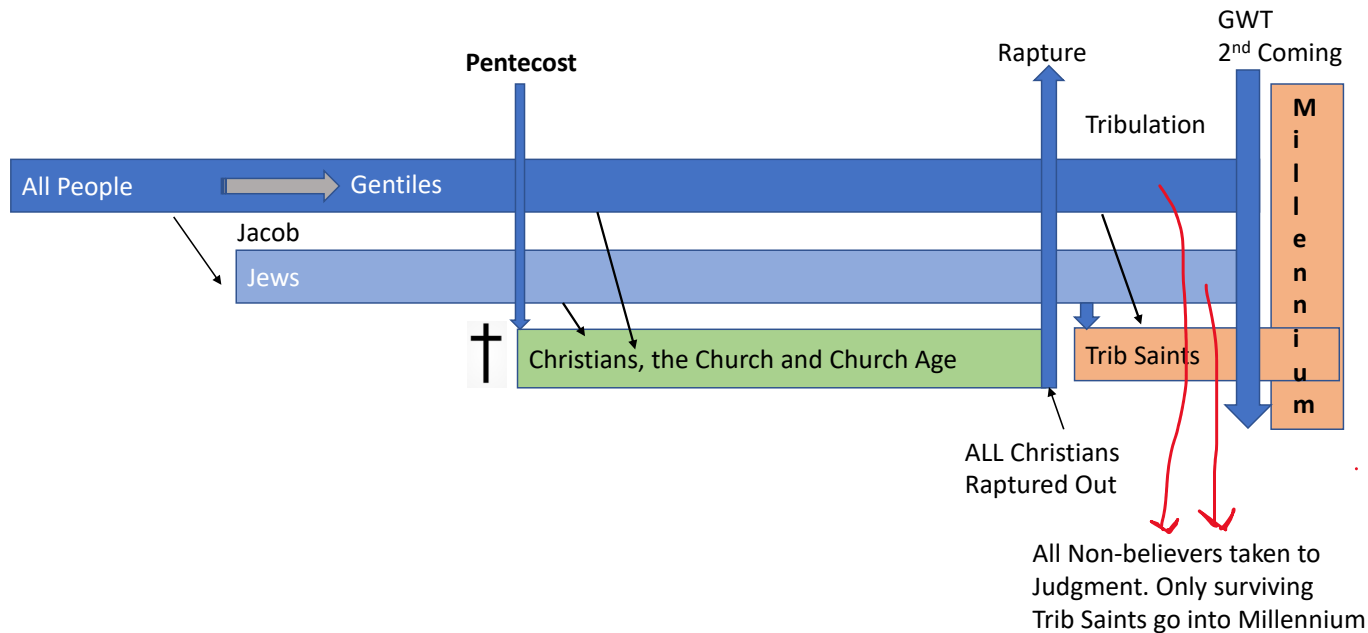 GWT
2nd Coming
Pentecost
Rapture
Tribulation
All People
Gentiles
Jacob
Jews
Christians, the Church and Church Age
Trib Saints
Millennium
ALL Christians
Raptured Out
All Non-believers taken to
Judgment. Only surviving
Trib Saints go into Millennium